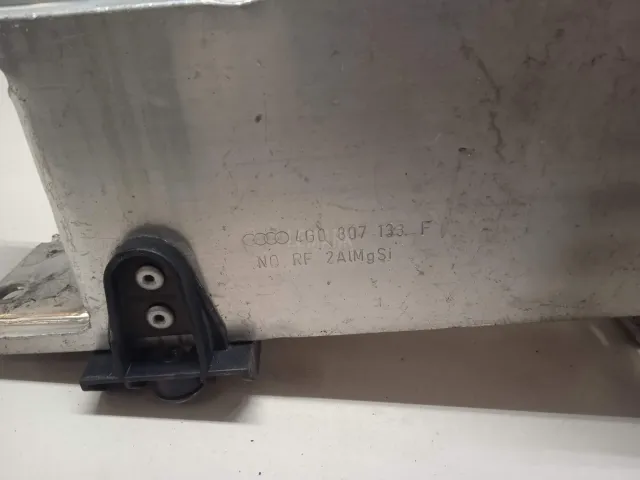 4G0 807 133 F
NO RF 2AlMgSi